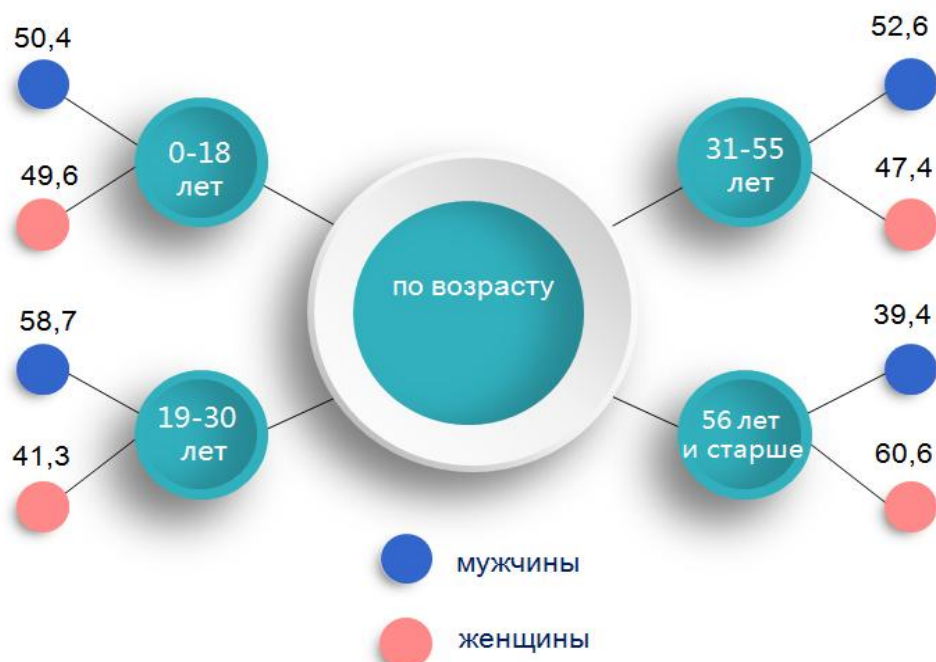 50,4
0-18
лет
49,6
58,7
19-30
лет
41,3
по возрасту
52,6
31-55
лет
47,4
39,4
56 лет
и старше
60,6
мужчины
женщины